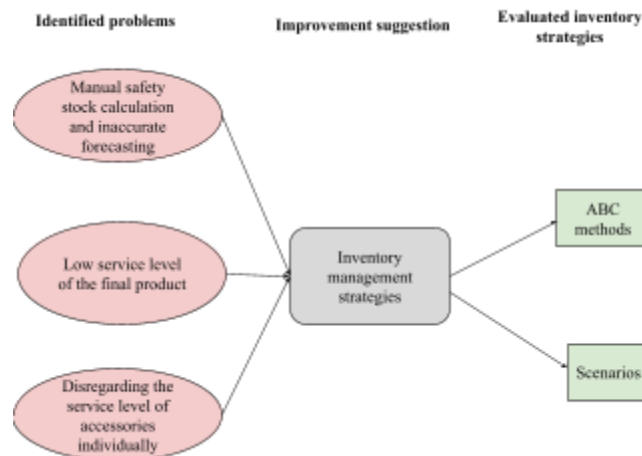 Identified problems
Improvement suggestion
Evaluated inventory
strategies
Manual safety
stock calculation
and inaccurate
forecasting
Low service level
of the final product
Disregarding the
service level of
accessories
individually
Inventory
management
strategies
ABC
methods
Scenarios